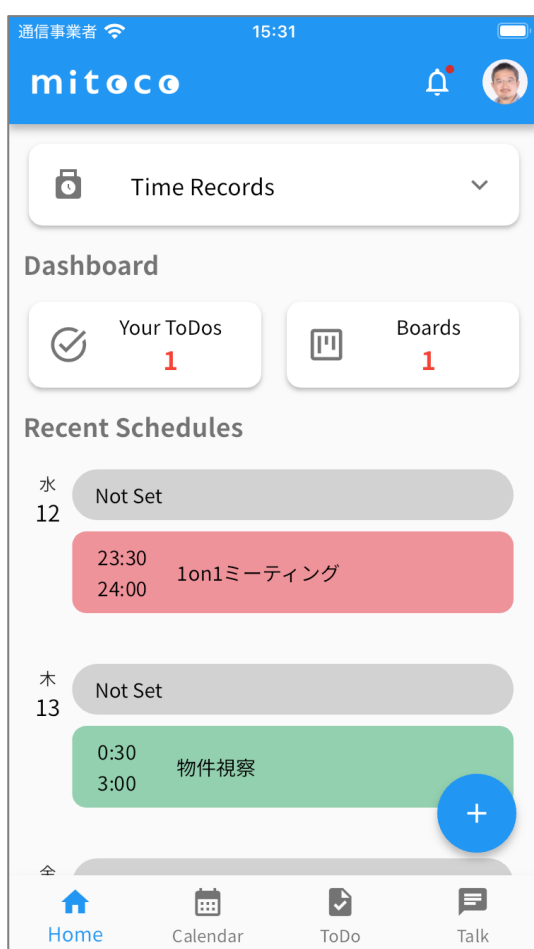 通信事業者 15:31
mitoco
Time Records
Dashboard
Your ToDos
1
Boards
1
Recent Schedules
水
12
Not Set
23:30
24:00
1on1ミーティング
木
13
Not Set
0:30
3:00
物件視察
+
金
Home Calendar ToDo Talk